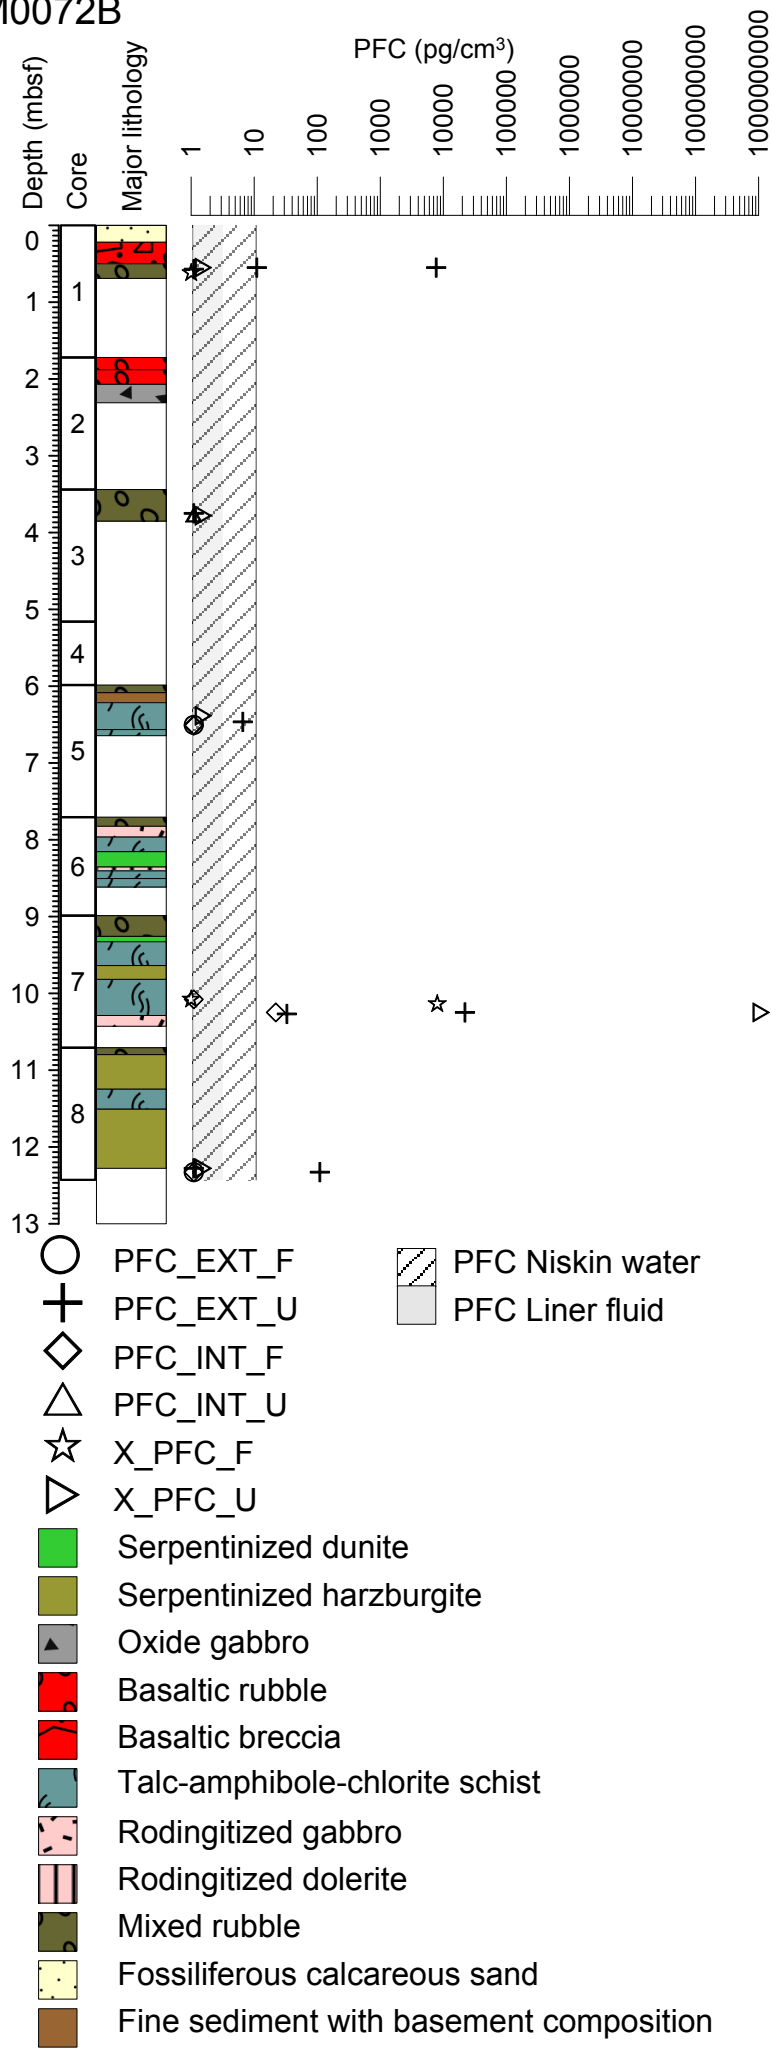 M0072B
PFC (pg/cm³)
Depth (mbsf)
Core
Major lithology
1
10
100
1000
10000
100000
1000000
10000000
100000000
1000000000
0
1
2
3
4
5
6
7
8
9
10
11
12
13
1
2
3
4
5
6
7
8
PFC_EXT_F
PFC_EXT_U
PFC_INT_F
PFC_INT_U
X_PFC_F
X_PFC_U
PFC Niskin water
PFC Liner fluid
Serpentinized dunite
Serpentinized harzburgite
Oxide gabbro
Basaltic rubble
Basaltic breccia
Talc-amphibole-chlorite schist
Rodingitized gabbro
Rodingitized dolerite
Mixed rubble
Fossiliferous calcareous sand
Fine sediment with basement composition